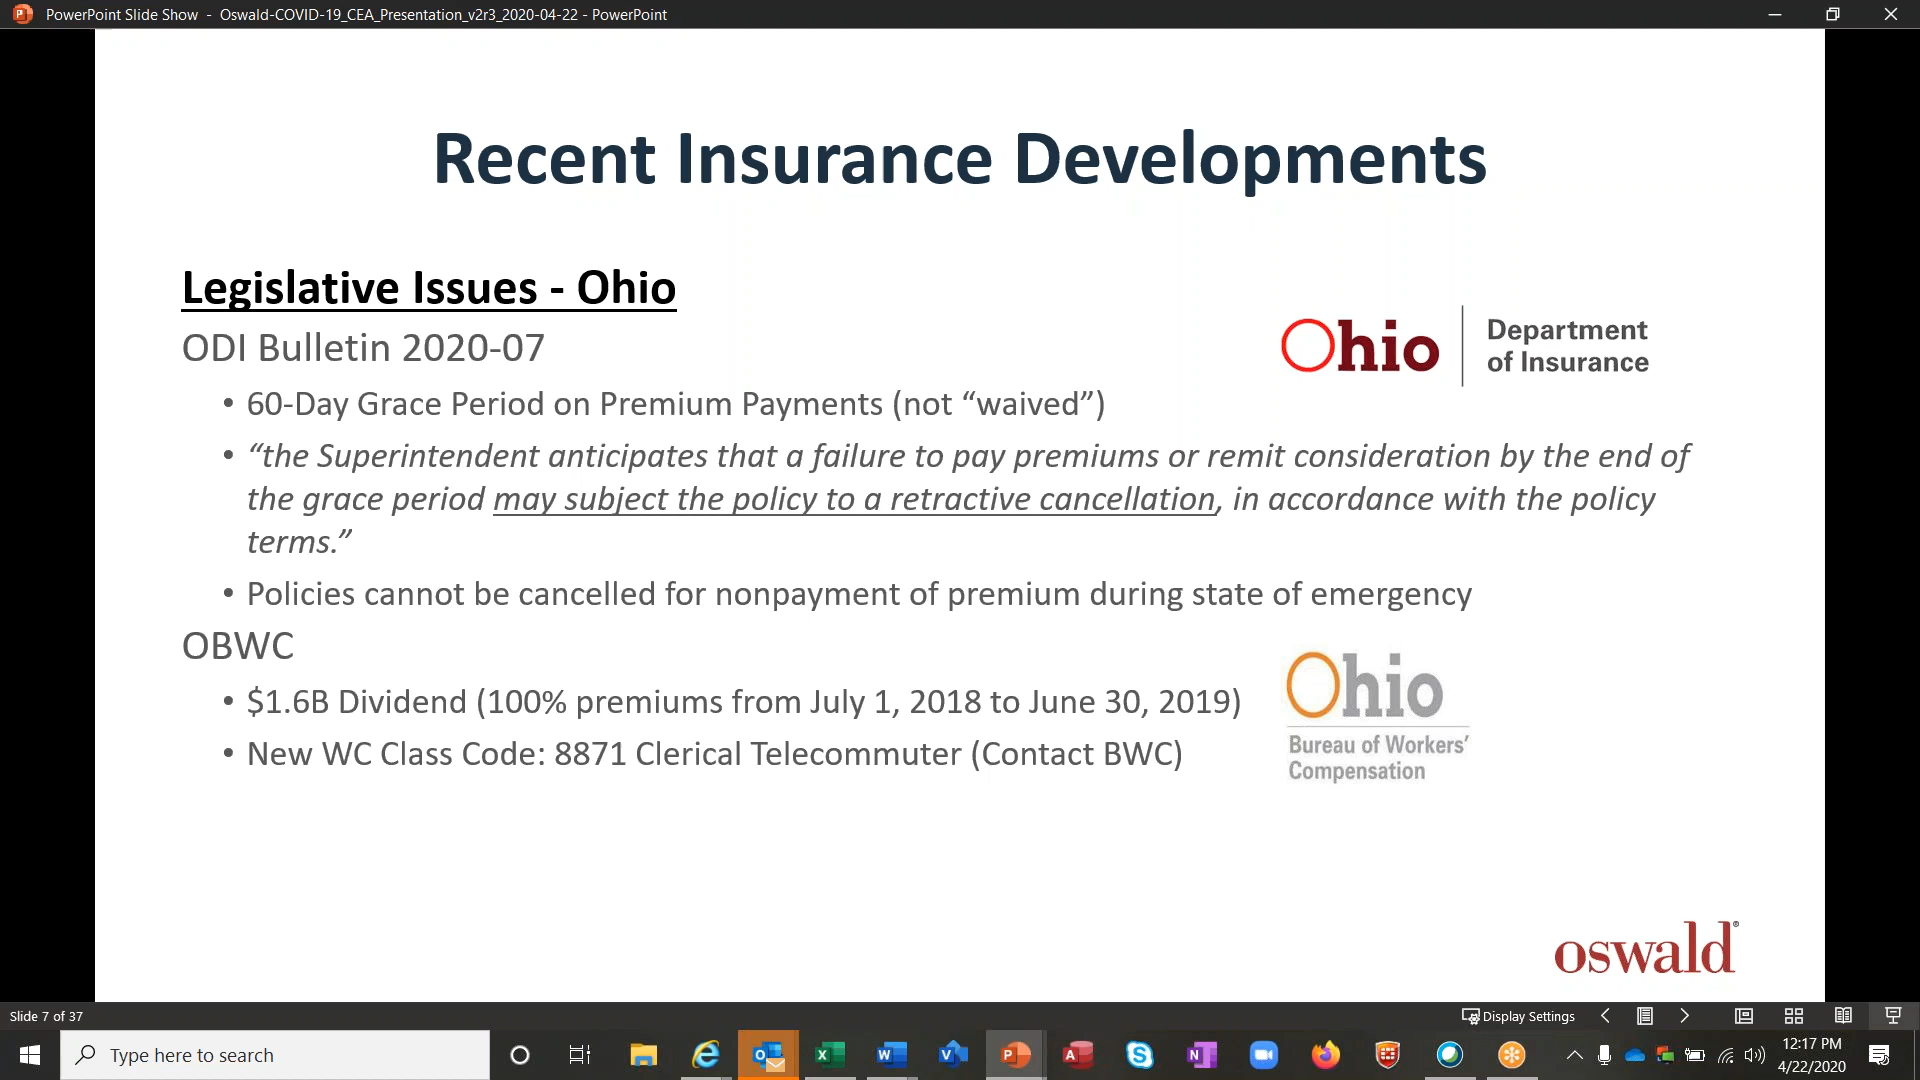 PowerPoint Slide Show - Oswald-COVID-19_CEA_Presentation_v2r3_2020-04-22 - PowerPoint
Recent Insurance Developments
Legislative Issues - Ohio
ODI Bulletin 2020-07
Ohio | Department
of Insurance
• 60-Day Grace Period on Premium Payments (not “waived”)
• “the Superintendent anticipates that a failure to pay premiums or remit consideration by the end of
the grace period may subject the policy to a retractive cancellation, in accordance with the policy
terms.”
• Policies cannot be cancelled for nonpayment of premium during state of emergency
OBWC
• $1.6B Dividend (100% premiums from July 1, 2018 to June 30, 2019)
• New WC Class Code: 8871 Clerical Telecommuter (Contact BWC)
Ohio
Bureau of Workers’
Compensation
oswald®
Slide 7 of 37
Display Settings
Type here to search
12:17 PM
4/22/2020